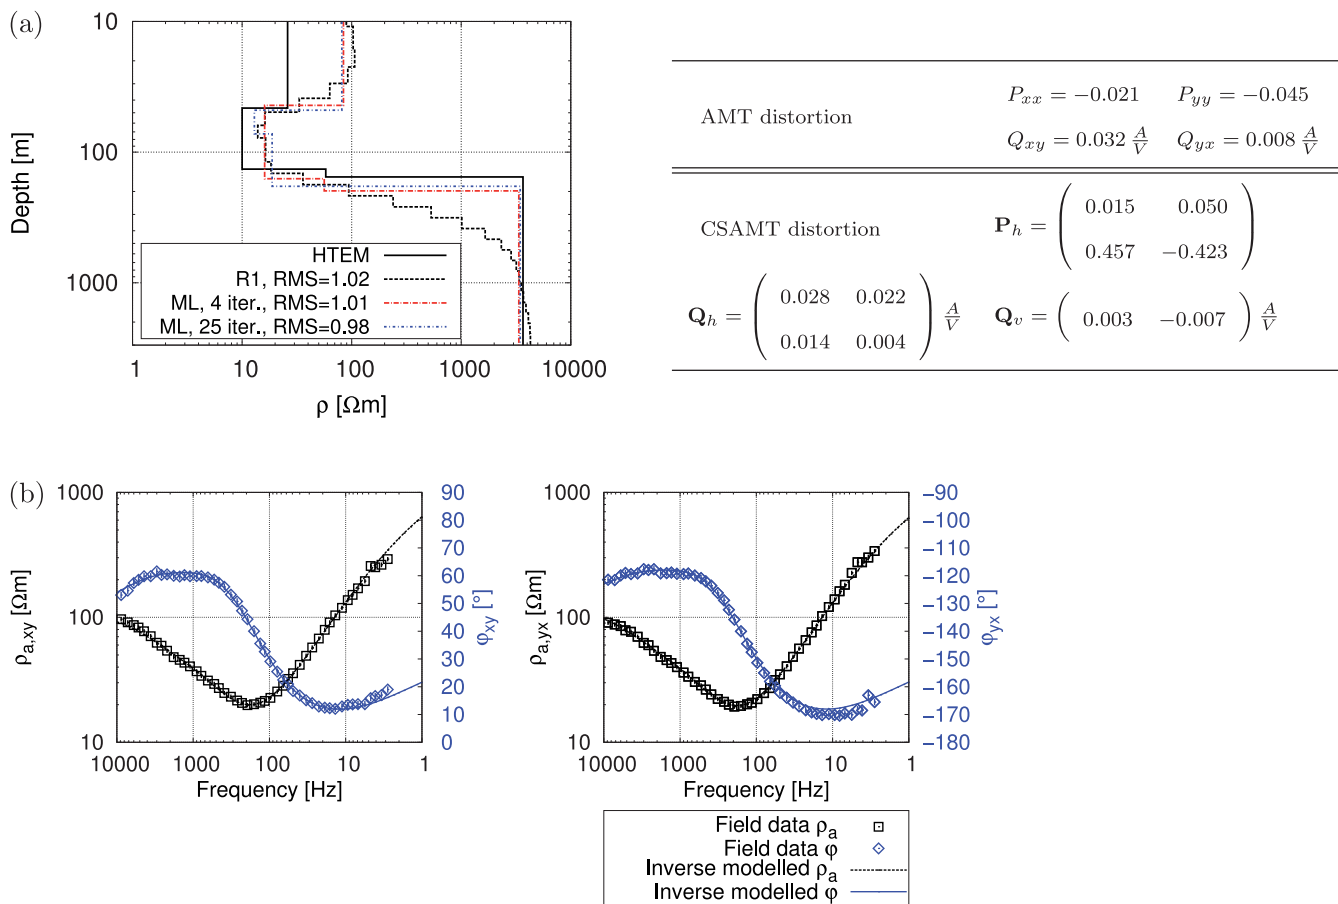 (a)
10
100
1000
Depth [m]
1
10
100
1000
10000
ρ [Ωm]
HTEM
R1, RMS=1.02
ML, 4 iter., RMS=1.01
ML, 25 iter., RMS=0.98
AMT distortion
P_xx = −0.021 P_yy = −0.045
Q_xy = 0.032 A/V Q_yx = 0.008 A/V
CSAMT distortion
P_h = ( 0.015 0.050
0.457 −0.423 )
Q_h = ( 0.028 0.022
0.014 0.004 ) A/V
Q_v = ( 0.003 −0.007 ) A/V
(b)
1000
100
10
ρ_a,xy [Ωm]
10000 1000 100 10 1
Frequency [Hz]
90
80
70
60
50
40
30
20
10
0
φ_xy [°]
1000
100
10
ρ_a,yx [Ωm]
10000 1000 100 10 1
Frequency [Hz]
−90
−100
−110
−120
−130
−140
−150
−160
−170
−180
φ_yx [°]
Field data ρ_a
Field data φ
Inverse modelled ρ_a
Inverse modelled φ